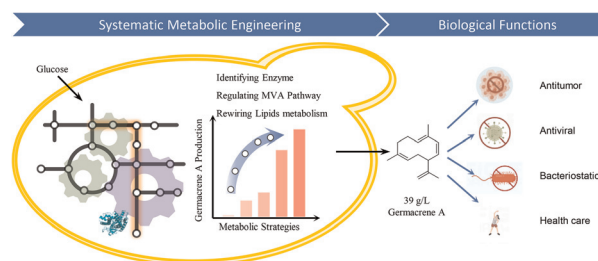 Systematic Metabolic Engineering
Biological Functions
Glucose
Identifying Enzyme
Regulating MVA Pathway
Rewiring Lipids metabolism
Germacrene A Production
Metabolic Strategies
39 g/L
Germacrene A
Antitumor
Antiviral
Bacteriostatic
Health care